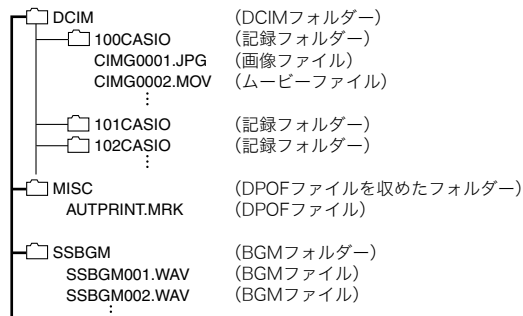 DCIM （DCIMフォルダー）
100CASIO （記録フォルダー）
CIMG0001.JPG （画像ファイル）
CIMG0002.MOV （ムービーファイル）
⋮
101CASIO （記録フォルダー）
102CASIO （記録フォルダー）
⋮
MISC （DPOFファイルを収めたフォルダー）
AUTPRINT.MRK （DPOFファイル）
SSBGM （BGMフォルダー）
SSBGM001.WAV （BGMファイル）
SSBGM002.WAV （BGMファイル）
⋮